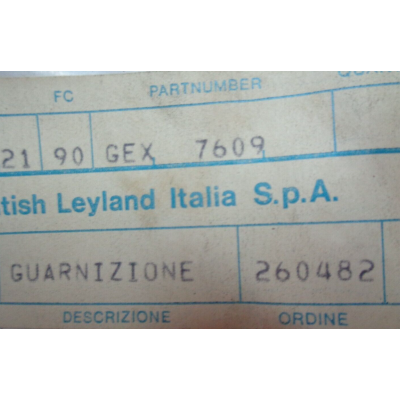 FC PARTNUMBER
21 90 GEX 7609
tish Leyland Italia S.p.A.
GUARNIZIONE 260482
DESCRIZIONE ORDINE